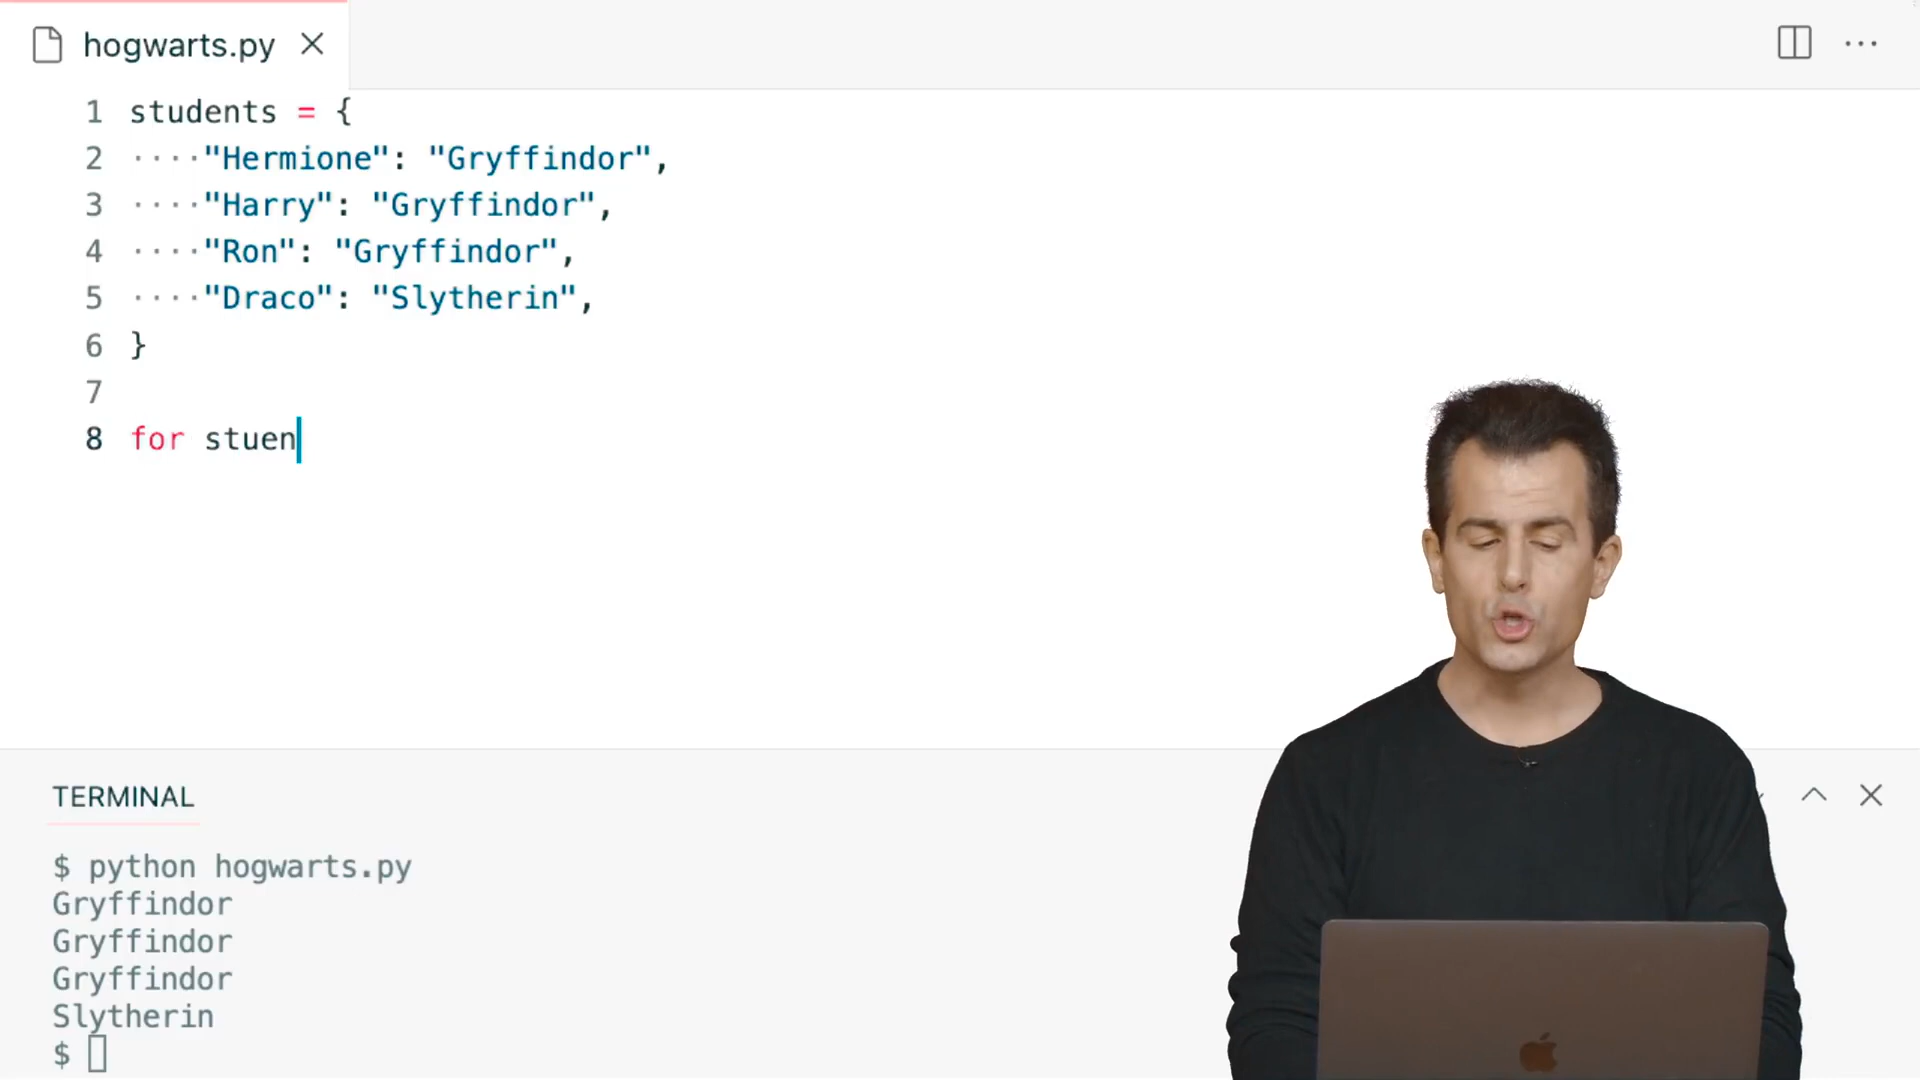 hogwarts.py
1 students = {
2 ····"Hermione": "Gryffindor",
3 ····"Harry": "Gryffindor",
4 ····"Ron": "Gryffindor",
5 ····"Draco": "Slytherin",
6 }
7
8 for stuen
TERMINAL
$ python hogwarts.py
Gryffindor
Gryffindor
Gryffindor
Slytherin
$